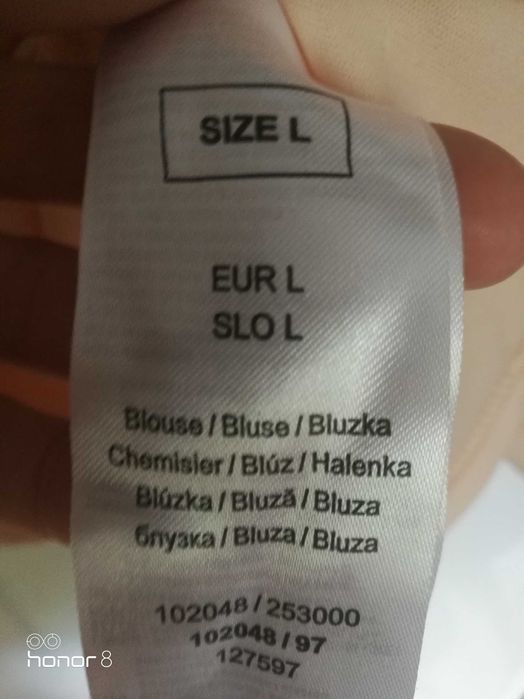 SIZE L
EUR L
SLO L
Blouse / Bluse / Bluzka
Chemisier / Blúz / Halenka
Blúzka / Bluză / Bluza
блузка / Bluza / Bluza
102048 / 253000
102048 / 97
127597
honor 8